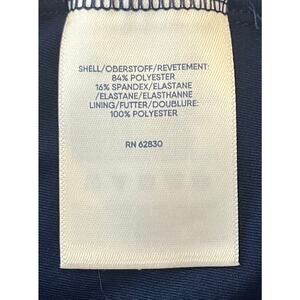 SHELL/OBERSTOFF/REVETEMENT:
84% POLYESTER
16% SPANDEX/ELASTANE
/ELASTANE/ELASTHANNE
LINING/FUTTER/DOUBLURE:
100% POLYESTER
RN 62830